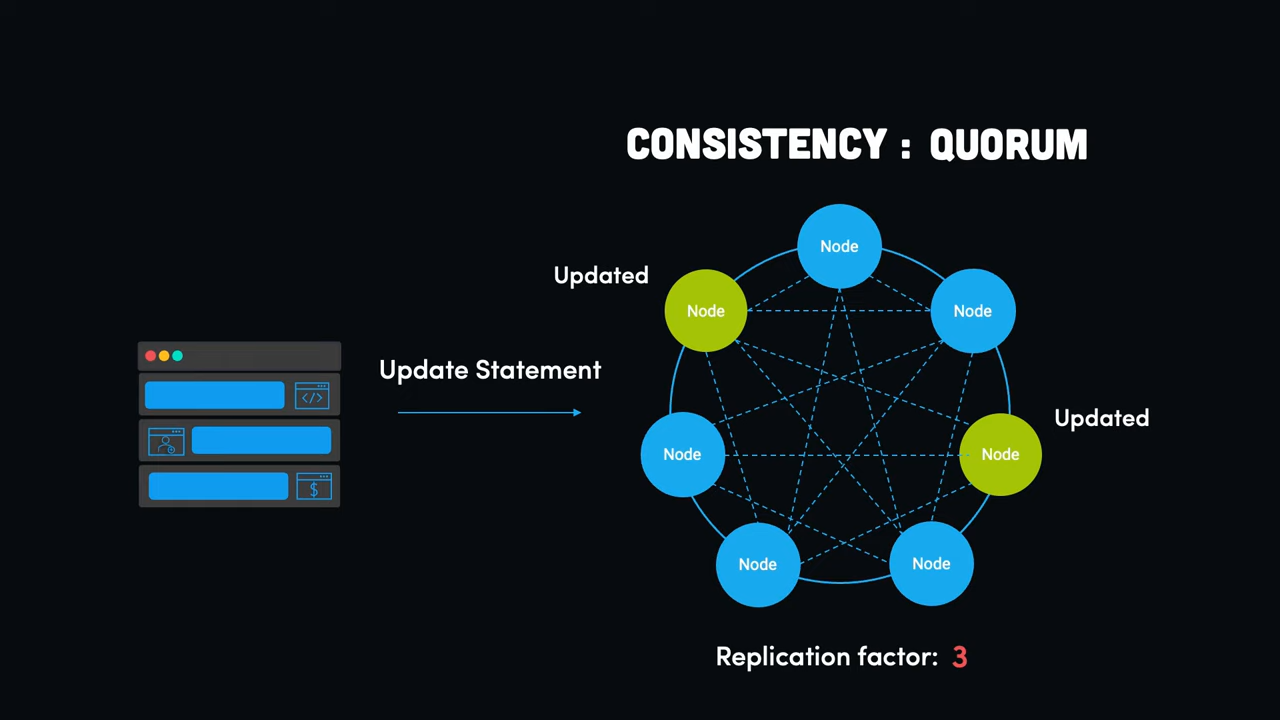 CONSISTENCY : QUORUM
Node
Updated
Node
Node
Update Statement
</>
Updated
Node
Node
$
Node
Node
Replication factor: 3